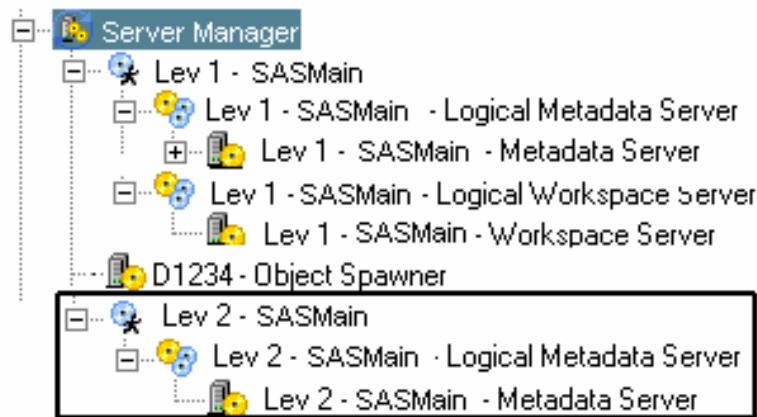 Server Manager
Lev 1 - SASMain
Lev 1 - SASMain - Logical Metadata Server
Lev 1 - SASMain - Metadata Server
Lev 1 - SASMain - Logical Workspace Server
Lev 1 - SASMain - Workspace Server
D1234 - Object Spawner
Lev 2 - SASMain
Lev 2 - SASMain - Logical Metadata Server
Lev 2 - SASMain - Metadata Server